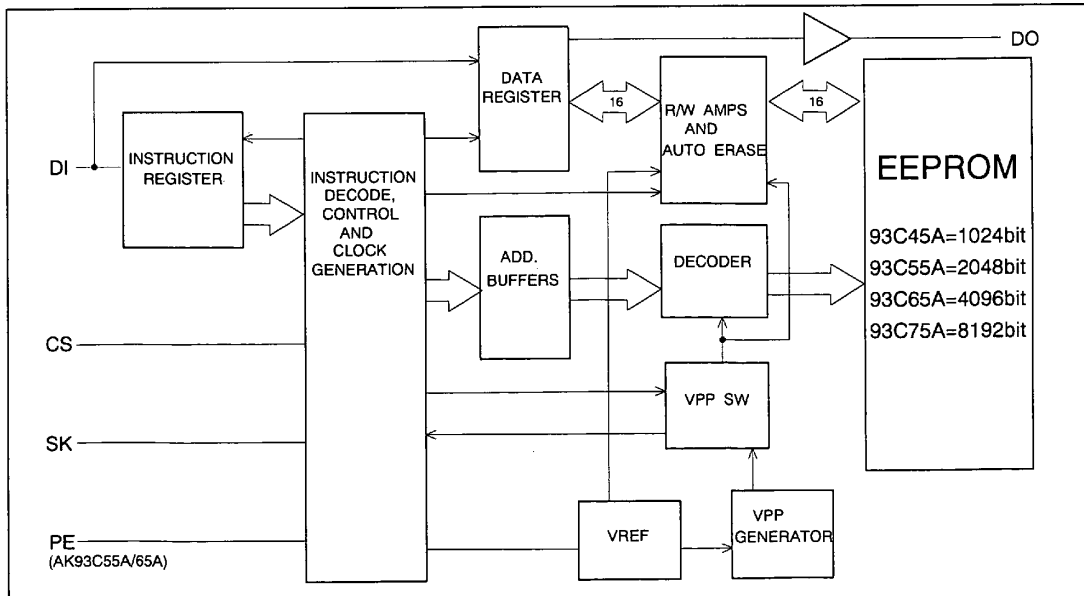 DO
DATA
REGISTER
16
R/W AMPS
AND
AUTO ERASE
16
EEPROM
93C45A=1024bit
93C55A=2048bit
93C65A=4096bit
93C75A=8192bit
DI
INSTRUCTION
REGISTER
INSTRUCTION
DECODE,
CONTROL
AND
CLOCK
GENERATION
ADD.
BUFFERS
DECODER
CS
VPP SW
SK
PE
(AK93C55A/65A)
VREF
VPP
GENERATOR